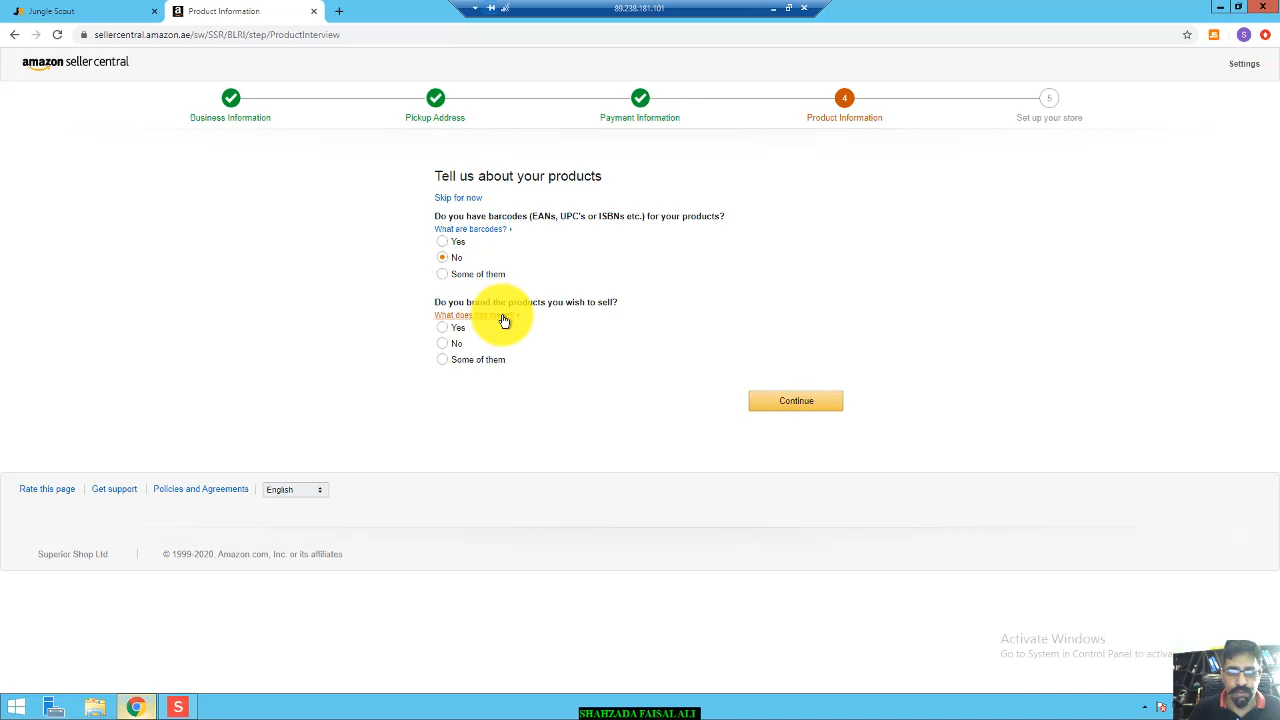 Jungle Scout
Product Information
89.238.181.101
sellercentral.amazon.ae/sw/SSR/BLRI/step/ProductInterview
JS
S
amazon seller central
Settings
4
5
Business Information
Pickup Address
Payment Information
Product Information
Set up your store
Tell us about your products
Skip for now
Do you have barcodes (EANs, UPC's or ISBNs etc.) for your products?
What are barcodes?
Yes
No
Some of them
Do you brand the products you wish to sell?
What does this mean?
Yes
No
Some of them
Continue
Rate this page
Get support
Policies and Agreements
English
Superior Shop Ltd
© 1999-2020, Amazon.com, Inc. or its affiliates
Activate Windows
Go to System in Control Panel to
S
SHAHZADA FAISAL ALI